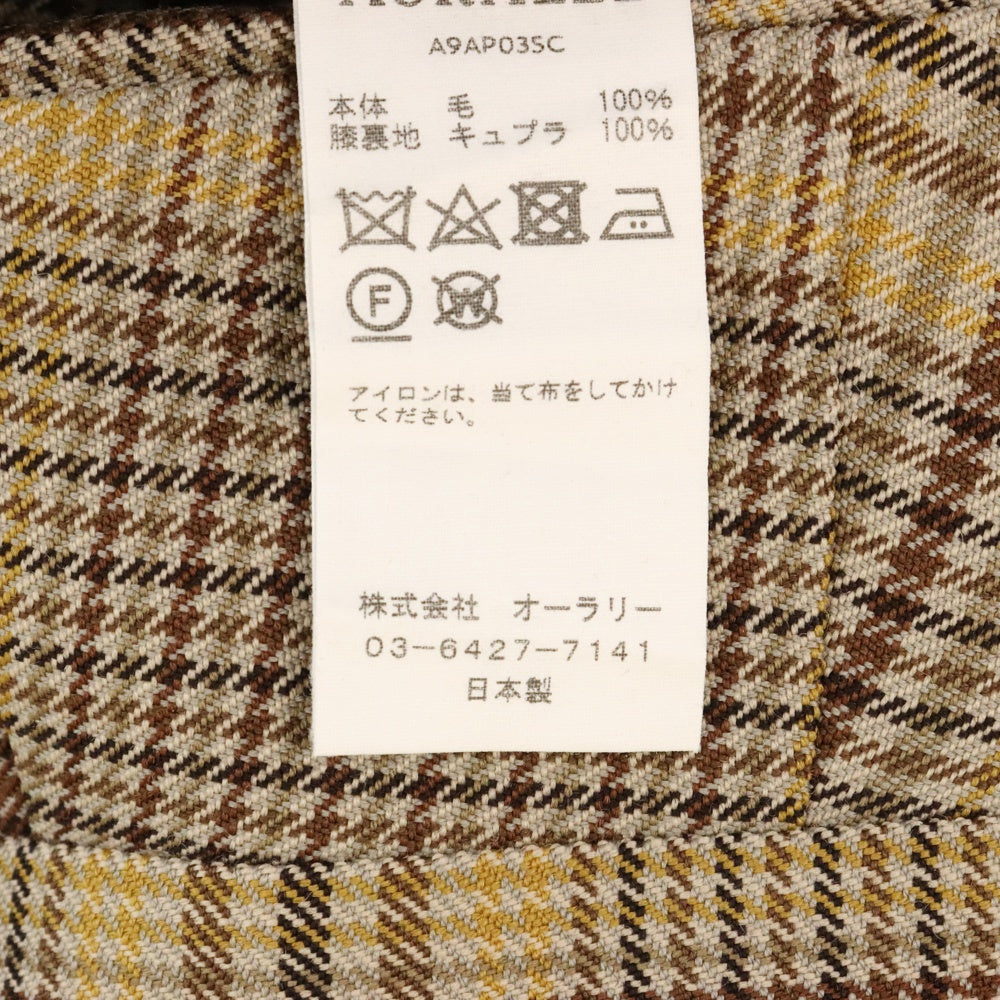 AURALEE
A9AP03SC
本体 毛 100%
膝裏地 キュプラ 100%
F
W
アイロンは、当て布をしてかけ
てください。
株式会社 オーラリー
03-6427-7141
日本製